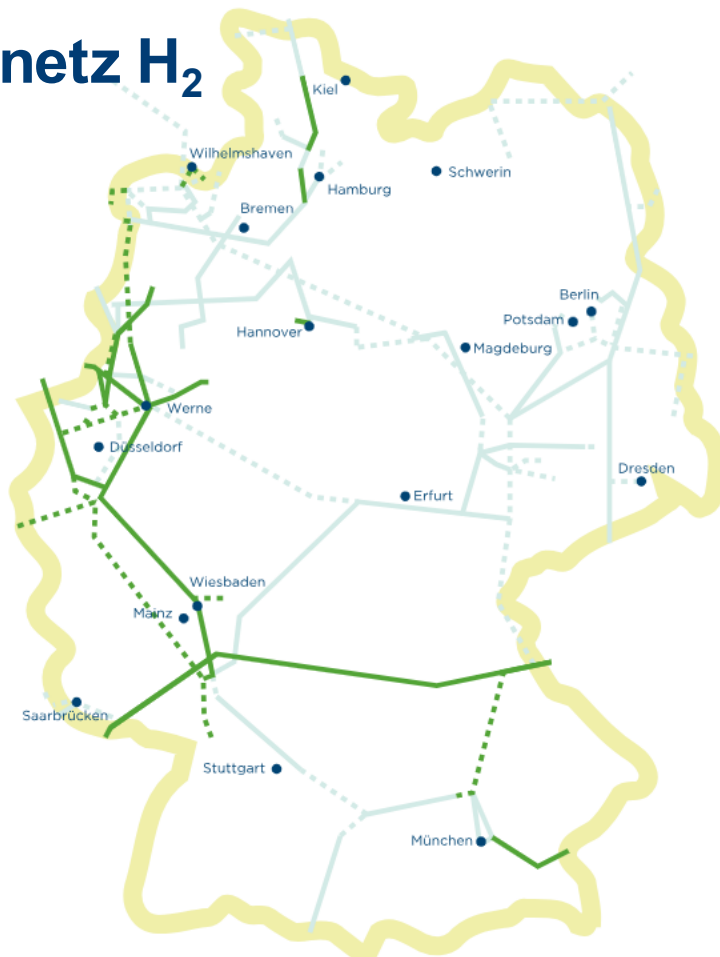 netz H₂
Kiel
Wilhelmshaven
Schwerin
Hamburg
Bremen
Berlin
Potsdam
Hannover
Magdeburg
Werne
Düsseldorf
Dresden
Erfurt
Wiesbaden
Mainz
Saarbrücken
Stuttgart
München